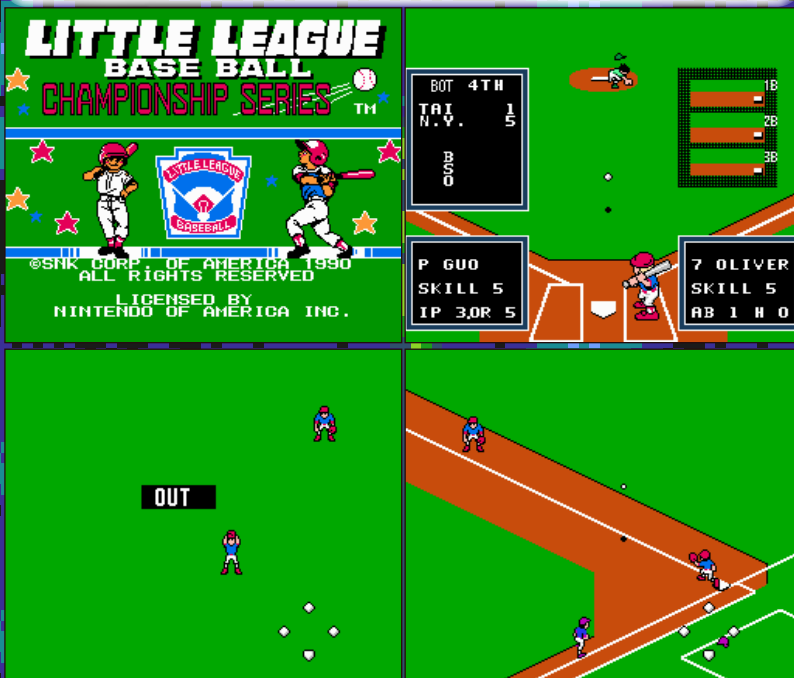 LITTLE LEAGUE
BASE BALL
CHAMPIONSHIP SERIES
TM
LITTLE LEAGUE
BASEBALL
©SNK CORP. OF AMERICA 1990
ALL RIGHTS RESERVED
LICENSED BY
NINTENDO OF AMERICA INC.
BOT 4TH
TAI 1
N.Y. 5
B
S
O
1B
2B
3B
P GUO
SKILL 5
IP 3,0R 5
7 OLIVER
SKILL 5
AB 1 H 0
OUT